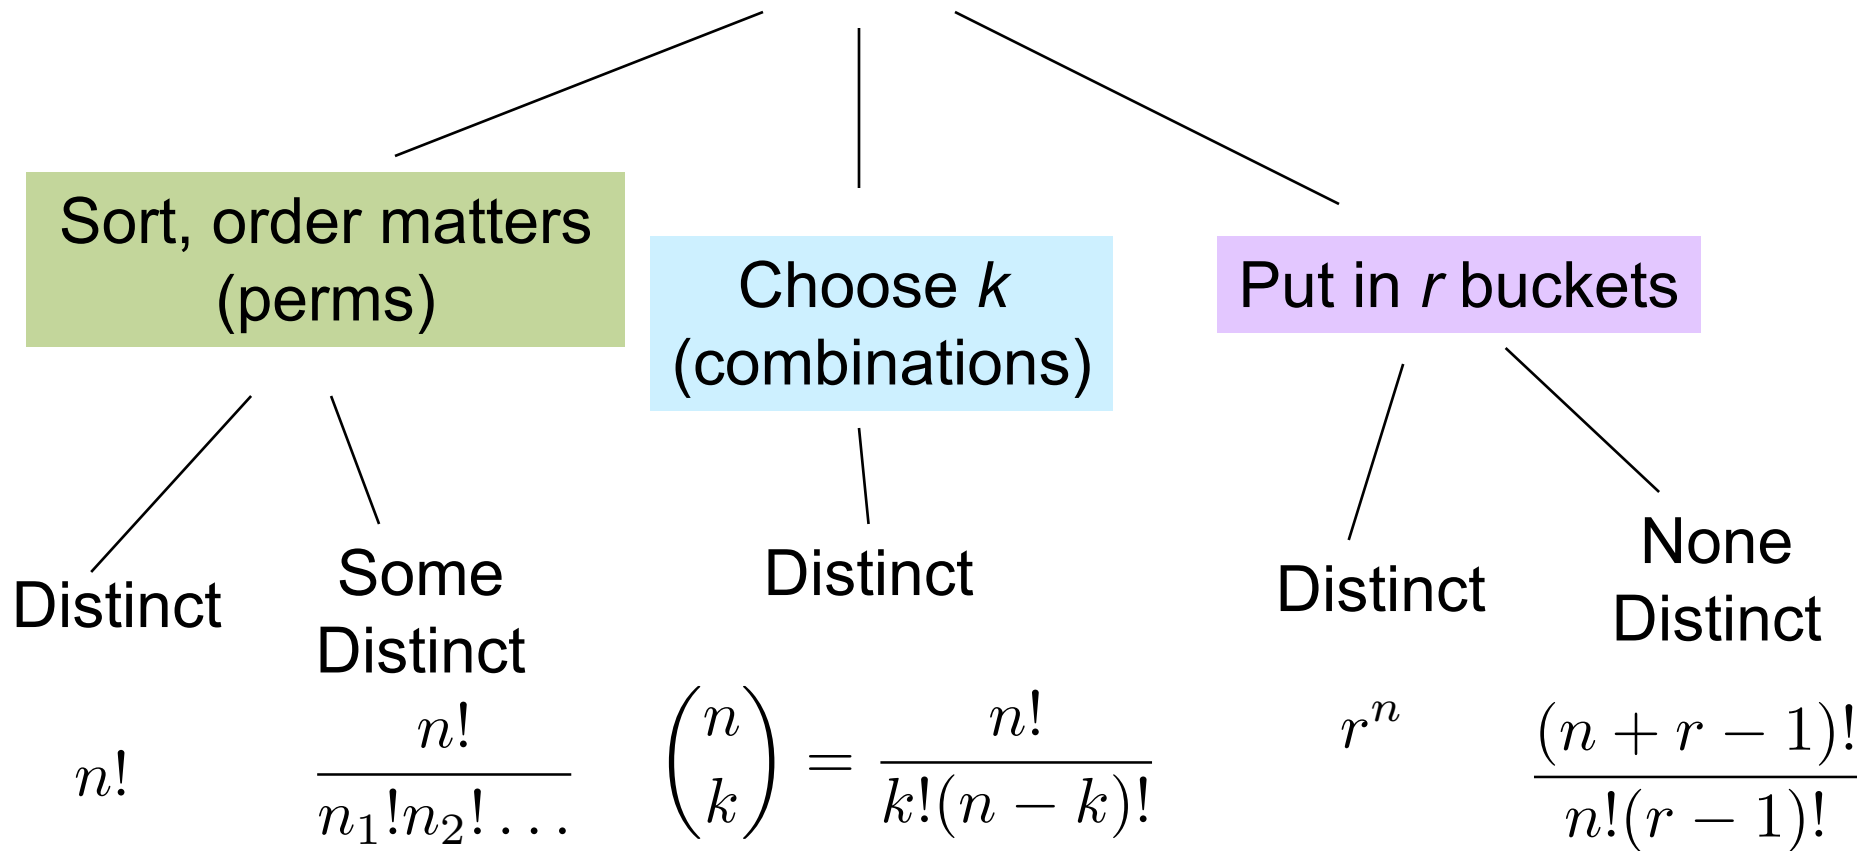 Sort, order matters
(perms)
Choose k
(combinations)
Put in r buckets
Distinct
Some
Distinct
Distinct
Distinct
None
Distinct
n!
n!
n₁!n₂!...
(n k) = n! / k!(n − k)!
rⁿ
(n + r − 1)!
n!(r − 1)!